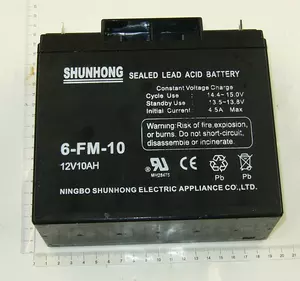 SHUNHONG
SEALED LEAD ACID BATTERY
Constant Voltage Charge
Cycle Use : 14.4-15.0V
Standby Use : 13.5-13.8V
Initial Current : 4.5A Max
Warning: Risk of fire, explosion,
or burns. Do not short-circuit,
disassemble or incinerate.
6-FM-10
12V10AH
MH28473
NINGBO SHUNHONG ELECTRIC APPLIANCE CO.,LTD.